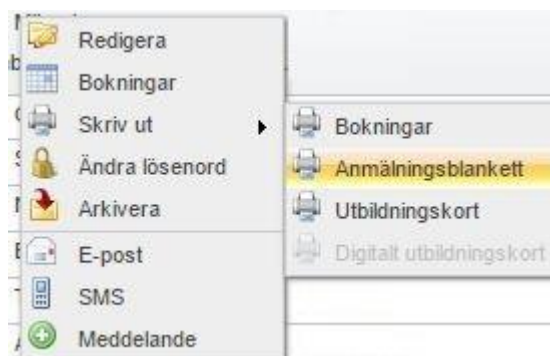 Redigera
Bokningar
Skriv ut
Ändra lösenord
Arkivera
E-post
SMS
Meddelande
Bokningar
Anmälningsblankett
Utbildningskort
Digitalt utbildningskort